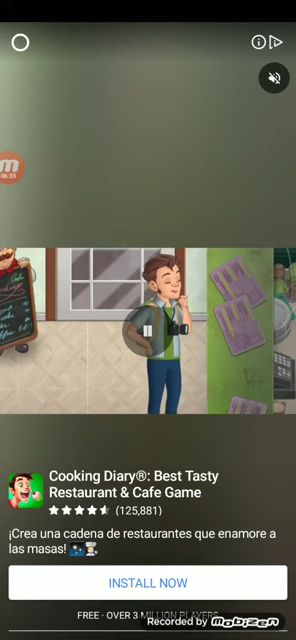 06:33
Cooking Diary®: Best Tasty
Restaurant & Cafe Game
(125,881)
¡Crea una cadena de restaurantes que enamore a
las masas!
INSTALL NOW
FREE · OVER 3 MILLION PLAYERS
Recorded by mobizen